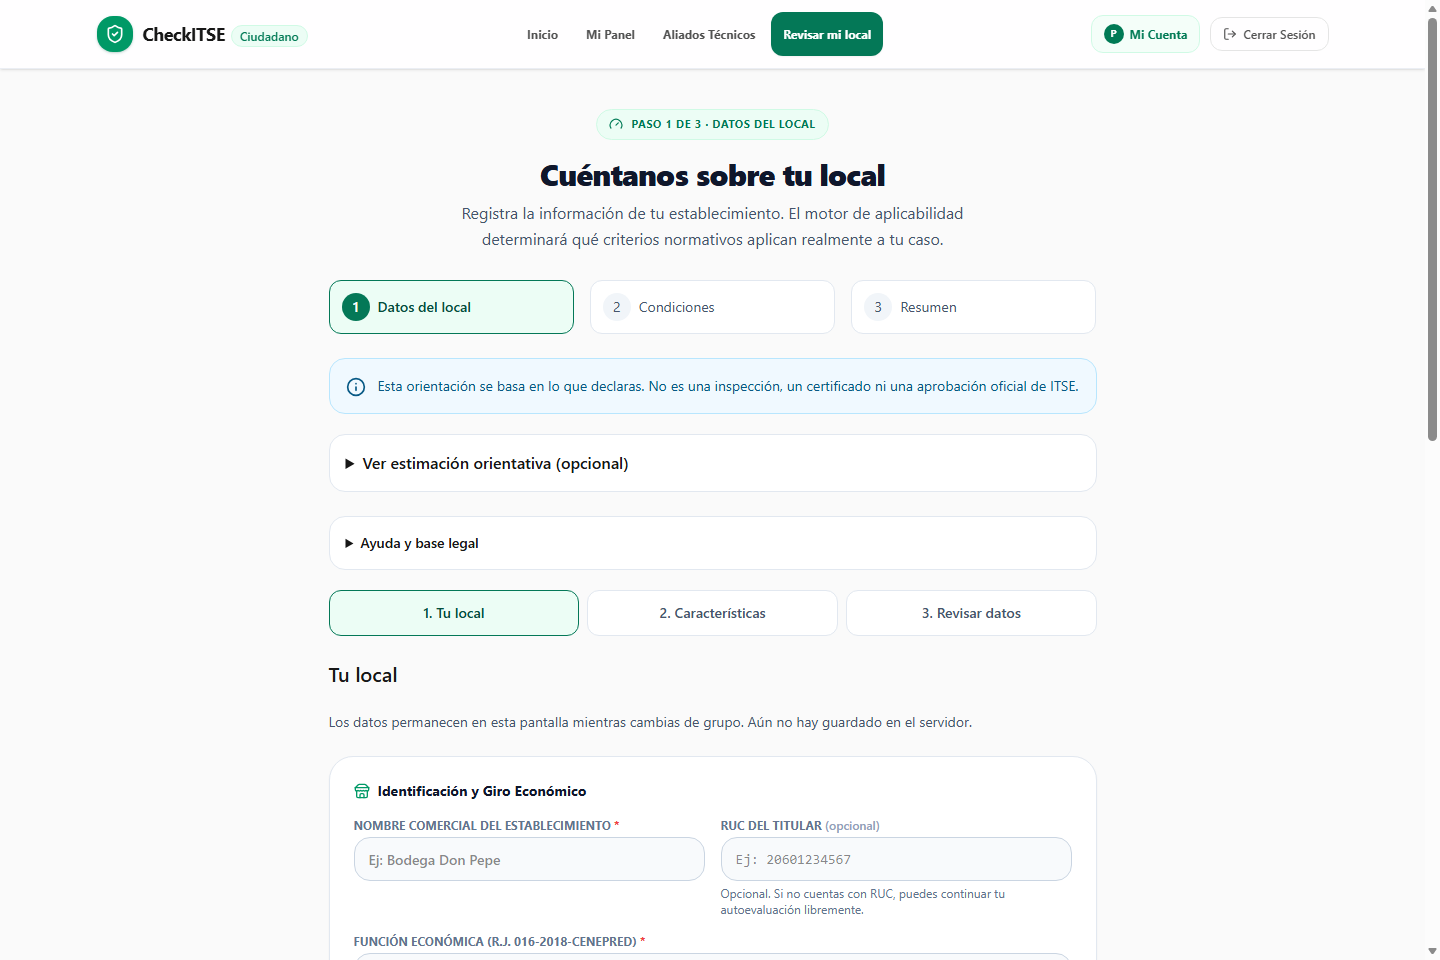 CheckITSE Ciudadano
Inicio
Mi Panel
Aliados Técnicos
Revisar mi local
P Mi Cuenta
Cerrar Sesión
PASO 1 DE 3 · DATOS DEL LOCAL
Cuéntanos sobre tu local
Registra la información de tu establecimiento. El motor de aplicabilidad
determinará qué criterios normativos aplican realmente a tu caso.
1 Datos del local
2 Condiciones
3 Resumen
Esta orientación se basa en lo que declaras. No es una inspección, un certificado ni una aprobación oficial de ITSE.
Ver estimación orientativa (opcional)
Ayuda y base legal
1. Tu local
2. Características
3. Revisar datos
Tu local
Los datos permanecen en esta pantalla mientras cambias de grupo. Aún no hay guardado en el servidor.
Identificación y Giro Económico
NOMBRE COMERCIAL DEL ESTABLECIMIENTO *
Ej: Bodega Don Pepe
RUC DEL TITULAR (opcional)
Ej: 20601234567
Opcional. Si no cuentas con RUC, puedes continuar tu
autoevaluación libremente.
FUNCIÓN ECONÓMICA (R.J. 016-2018-CENEPRED) *